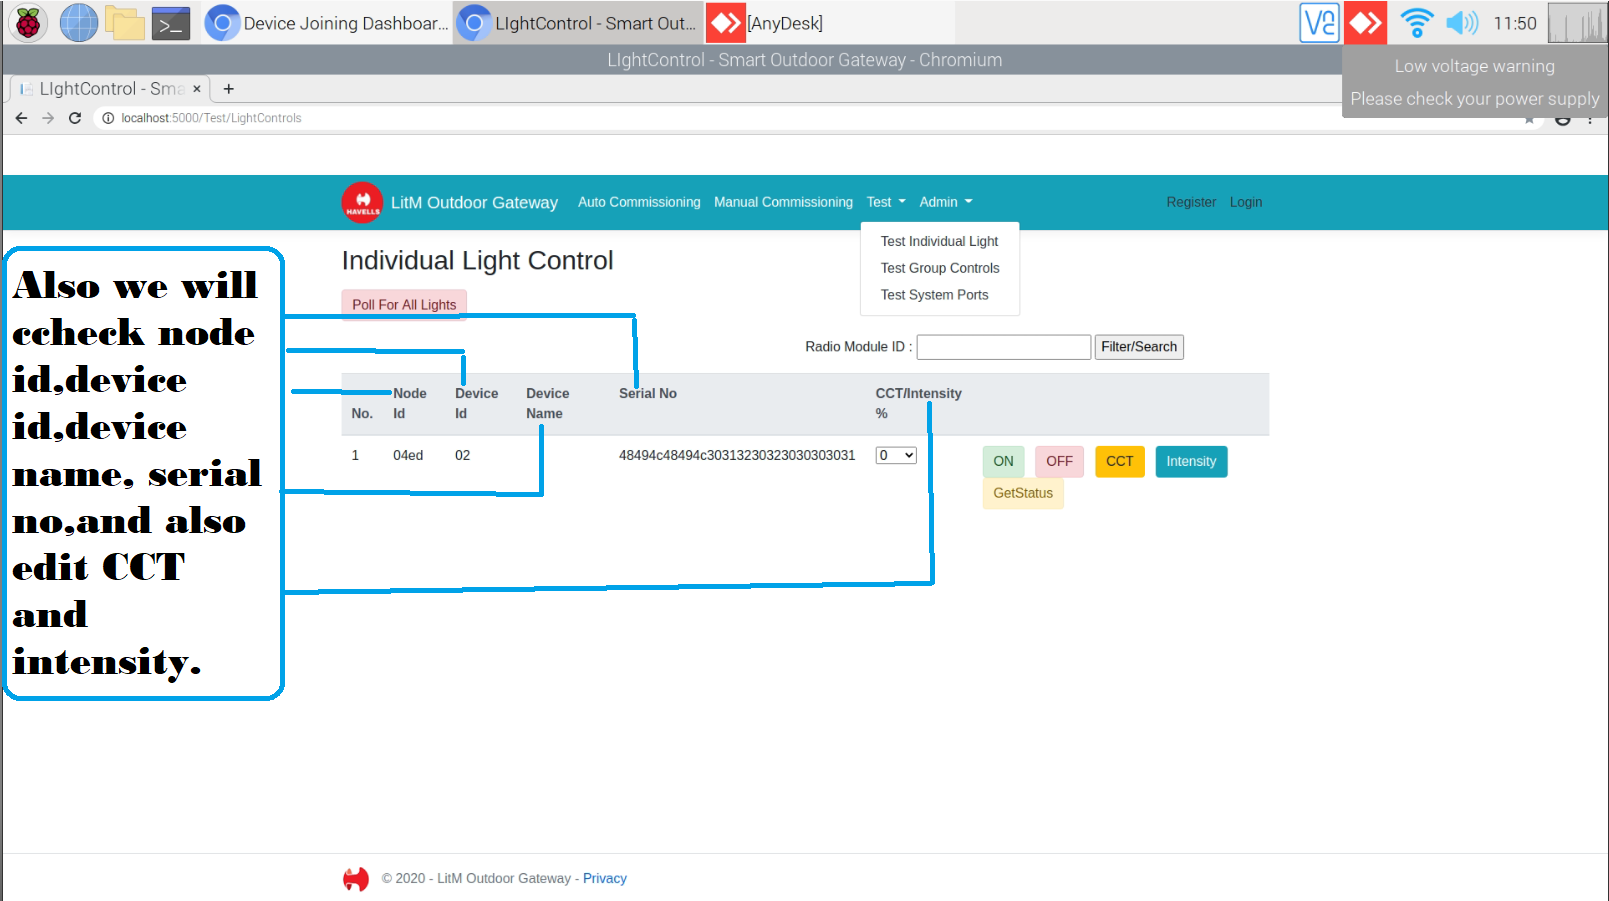 Device Joining Dashboar...
LIghtControl - Smart Out...
[AnyDesk]
11:50
LIghtControl - Smart Outdoor Gateway - Chromium
Low voltage warning
Please check your power supply
LIghtControl - Sma × +
localhost:5000/Test/LightControls
HAVELLS
LitM Outdoor Gateway Auto Commissioning Manual Commissioning Test Admin Register Login
Test Individual Light
Test Group Controls
Test System Ports
Individual Light Control
Poll For All Lights
Radio Module ID : Filter/Search
No. Node Id Device Id Device Name Serial No CCT/Intensity %
1 04ed 02 48494c48494c30313230323030303031 0 ON OFF CCT Intensity
GetStatus
Also we will
ccheck node
id,device
id,device
name, serial
no,and also
edit CCT
and
intensity.
© 2020 - LitM Outdoor Gateway - Privacy